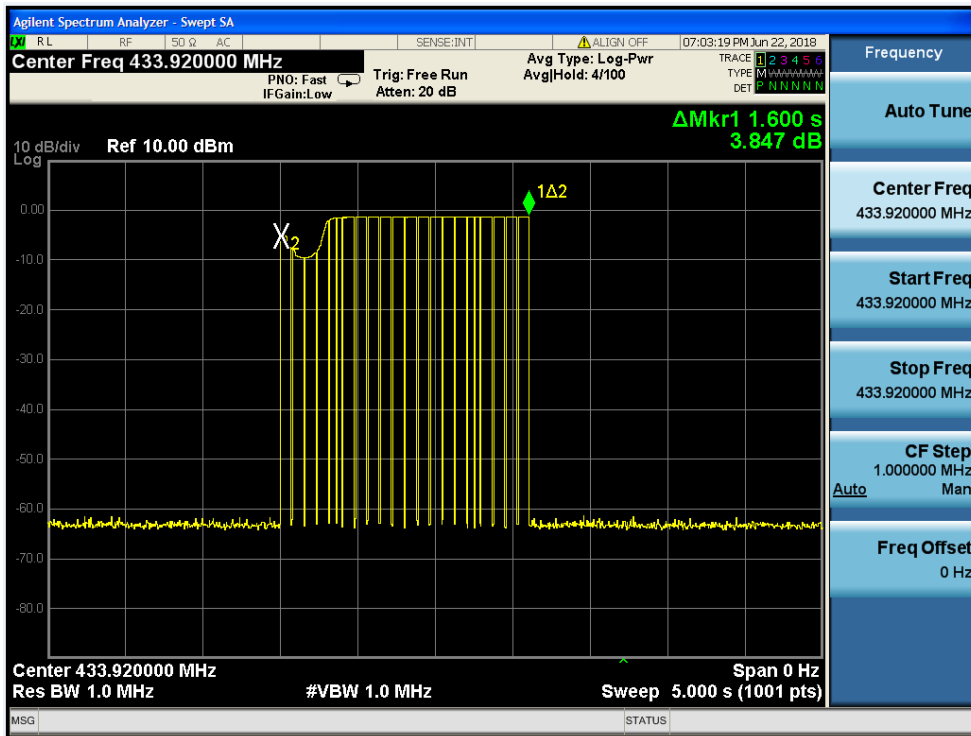 Agilent Spectrum Analyzer - Swept SA
LXI RL RF 50 Ω AC SENSE:INT ALIGN OFF 07:03:19 PM Jun 22, 2018
Center Freq 433.920000 MHz
PNO: Fast
IFGain:Low
Trig: Free Run
Atten: 20 dB
Avg Type: Log-Pwr
Avg|Hold: 4/100
TRACE 1 2 3 4 5 6
TYPE M WWWWW
DET P N N N N N
ΔMkr1 1.600 s
3.847 dB
10 dB/div Ref 10.00 dBm
Log
1Δ2
0.00
X2
-10.0
-20.0
-30.0
-40.0
-50.0
-60.0
-70.0
-80.0
Center 433.920000 MHz Span 0 Hz
Res BW 1.0 MHz #VBW 1.0 MHz Sweep 5.000 s (1001 pts)
MSG STATUS
Frequency
Auto Tune
Center Freq
433.920000 MHz
Start Freq
433.920000 MHz
Stop Freq
433.920000 MHz
CF Step
1.000000 MHz
Auto Man
Freq Offset
0 Hz